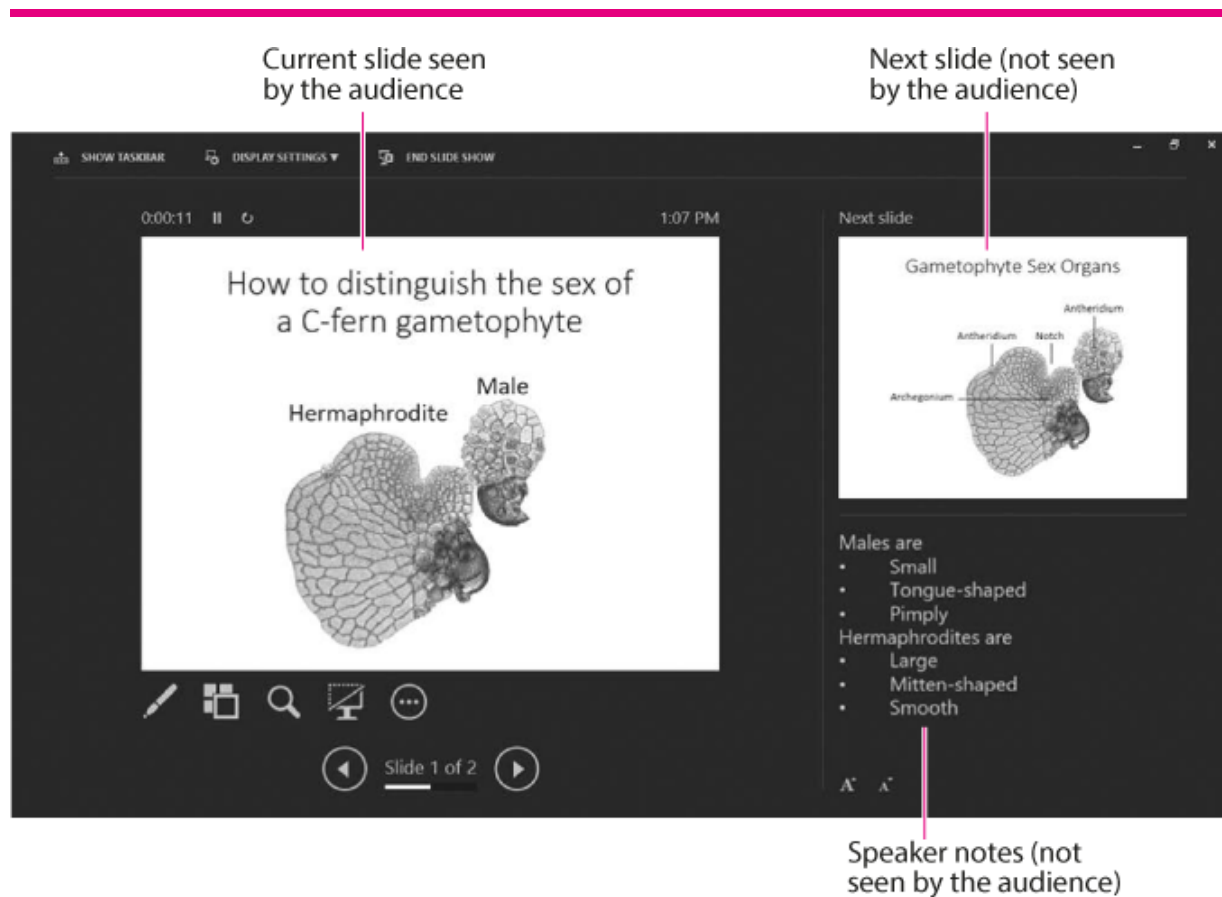 Current slide seen
by the audience
Next slide (not seen
by the audience)
SHOW TASKBAR
DISPLAY SETTINGS ▼
END SLIDE SHOW
0:00:11
1:07 PM
How to distinguish the sex of
a C-fern gametophyte
Male
Hermaphrodite
Slide 1 of 2
Next slide
Gametophyte Sex Organs
Antheridium
Antheridium
Notch
Archegonium
Males are
• Small
• Tongue-shaped
• Pimply
Hermaphrodites are
• Large
• Mitten-shaped
• Smooth
A A
Speaker notes (not
seen by the audience)